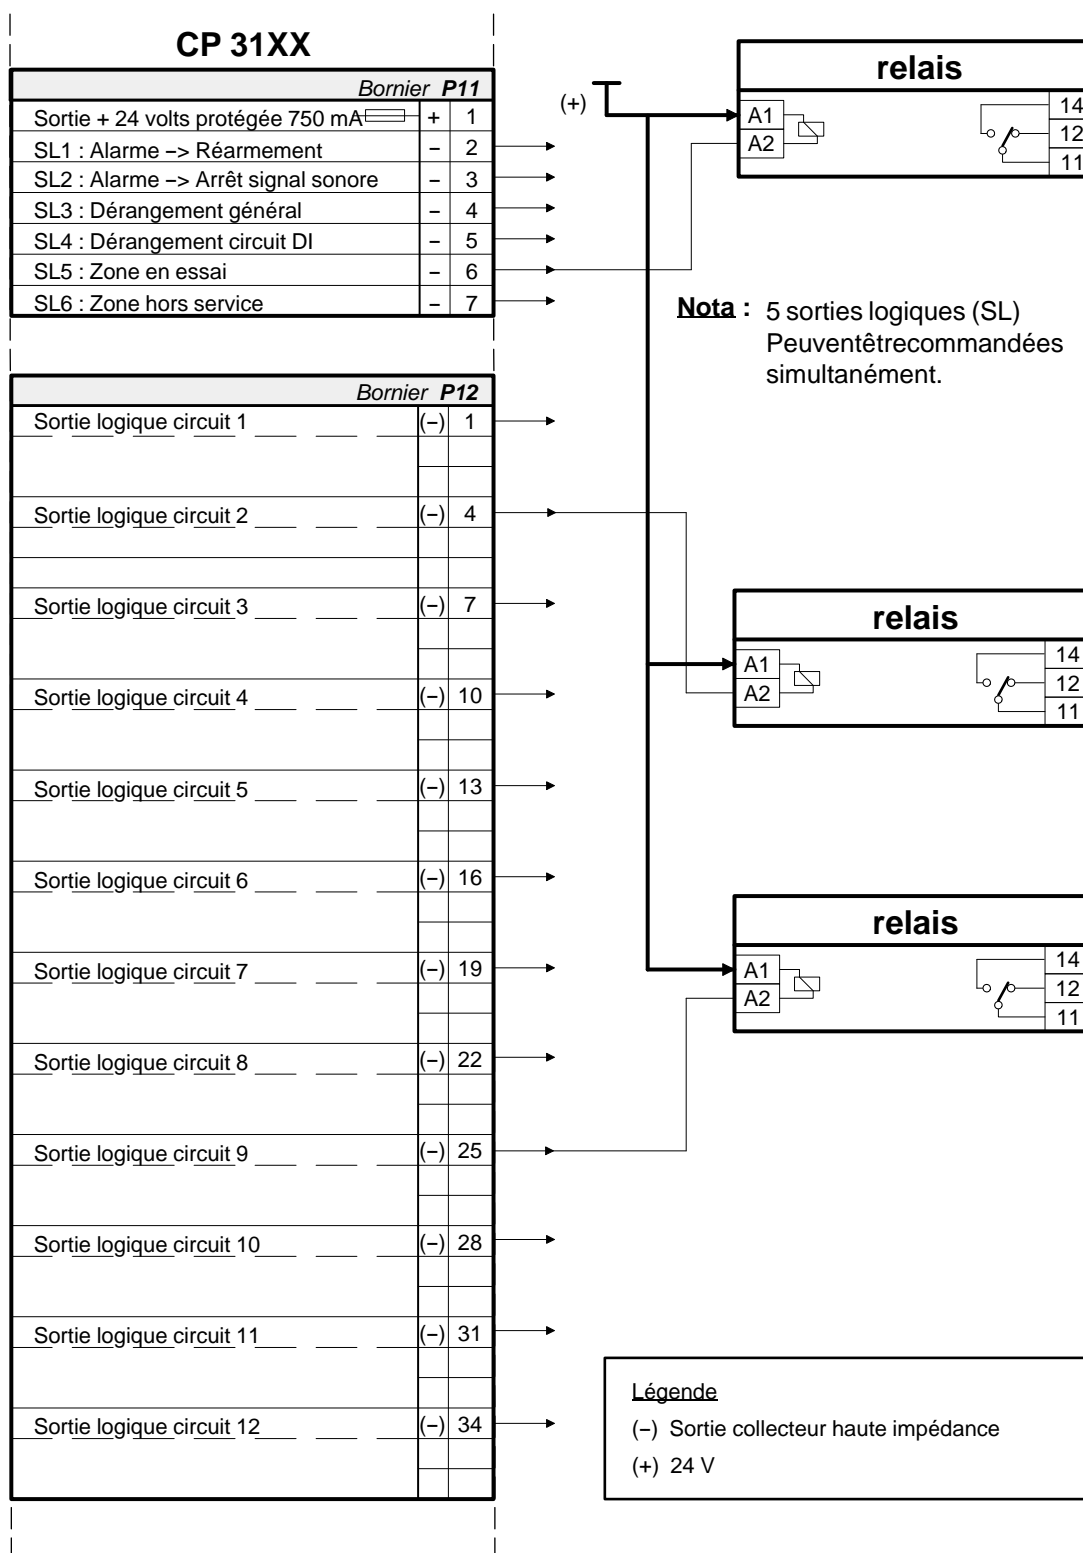 CP 31XX
Bornier P11
Sortie + 24 volts protégée 750 mA + 1
SL1 : Alarme −> Réarmement − 2
SL2 : Alarme −> Arrêt signal sonore − 3
SL3 : Dérangement général − 4
SL4 : Dérangement circuit DI − 5
SL5 : Zone en essai − 6
SL6 : Zone hors service − 7
(+)
relais
A1
A2
14
12
11
Nota : 5 sorties logiques (SL)
Peuventêtrecommandées
simultanément.
Bornier P12
Sortie logique circuit 1 (−) 1
Sortie logique circuit 2 (−) 4
Sortie logique circuit 3 (−) 7
Sortie logique circuit 4 (−) 10
Sortie logique circuit 5 (−) 13
Sortie logique circuit 6 (−) 16
Sortie logique circuit 7 (−) 19
Sortie logique circuit 8 (−) 22
Sortie logique circuit 9 (−) 25
Sortie logique circuit 10 (−) 28
Sortie logique circuit 11 (−) 31
Sortie logique circuit 12 (−) 34
relais
A1
A2
14
12
11
relais
A1
A2
14
12
11
Légende
(−) Sortie collecteur haute impédance
(+) 24 V